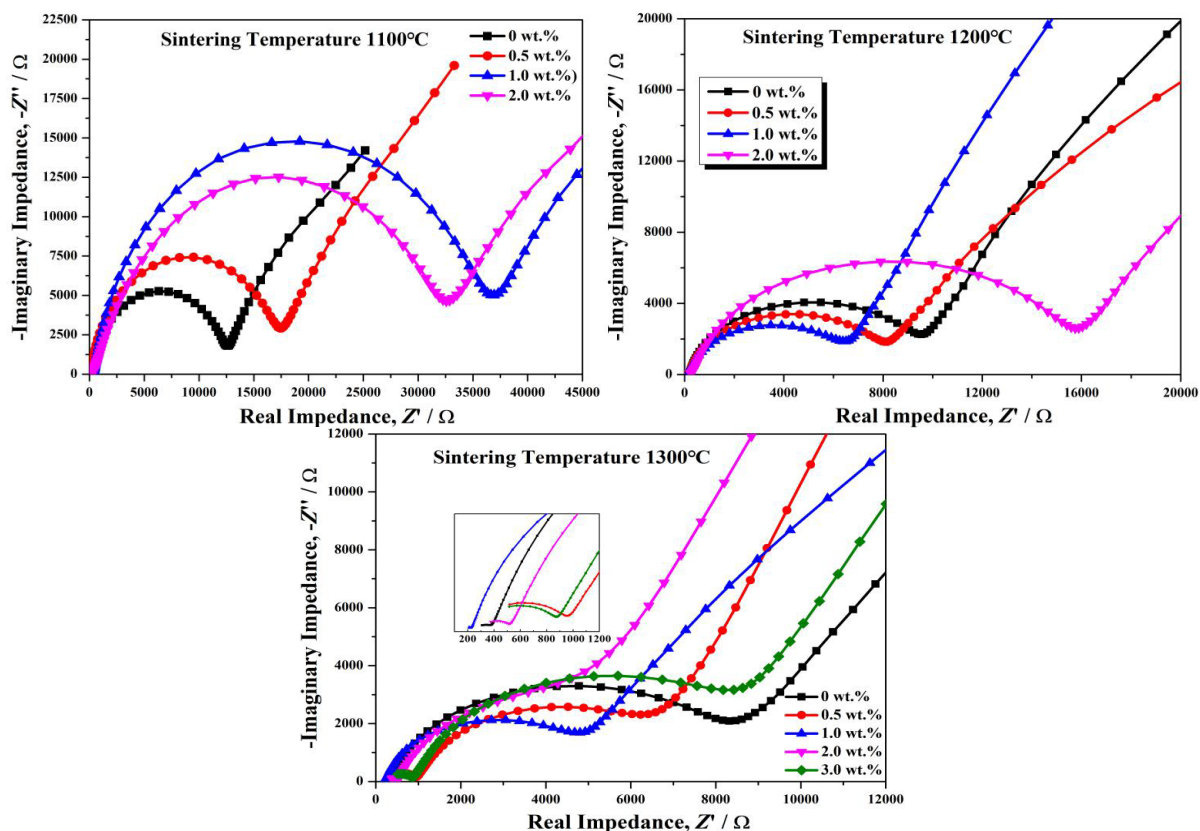 Sintering Temperature 1100°C
0 wt.%
0.5 wt.%
1.0 wt.%)
2.0 wt.%
22500
20000
17500
15000
12500
10000
7500
5000
2500
0
0 5000 10000 15000 20000 25000 30000 35000 40000 45000
-Imaginary Impedance, -Z'' / Ω
Real Impedance, Z' / Ω
Sintering Temperature 1200°C
0 wt.%
0.5 wt.%
1.0 wt.%
2.0 wt.%
20000
16000
12000
8000
4000
0
0 4000 8000 12000 16000 20000
-Imaginary Impedance, -Z'' / Ω
Real Impedance, Z' / Ω
Sintering Temperature 1300°C
12000
10000
8000
6000
4000
2000
0
200 400 600 800 1000 1200
0 wt.%
0.5 wt.%
1.0 wt.%
2.0 wt.%
3.0 wt.%
0 2000 4000 6000 8000 10000 12000
-Imaginary Impedance, -Z'' / Ω
Real Impedance, Z' / Ω